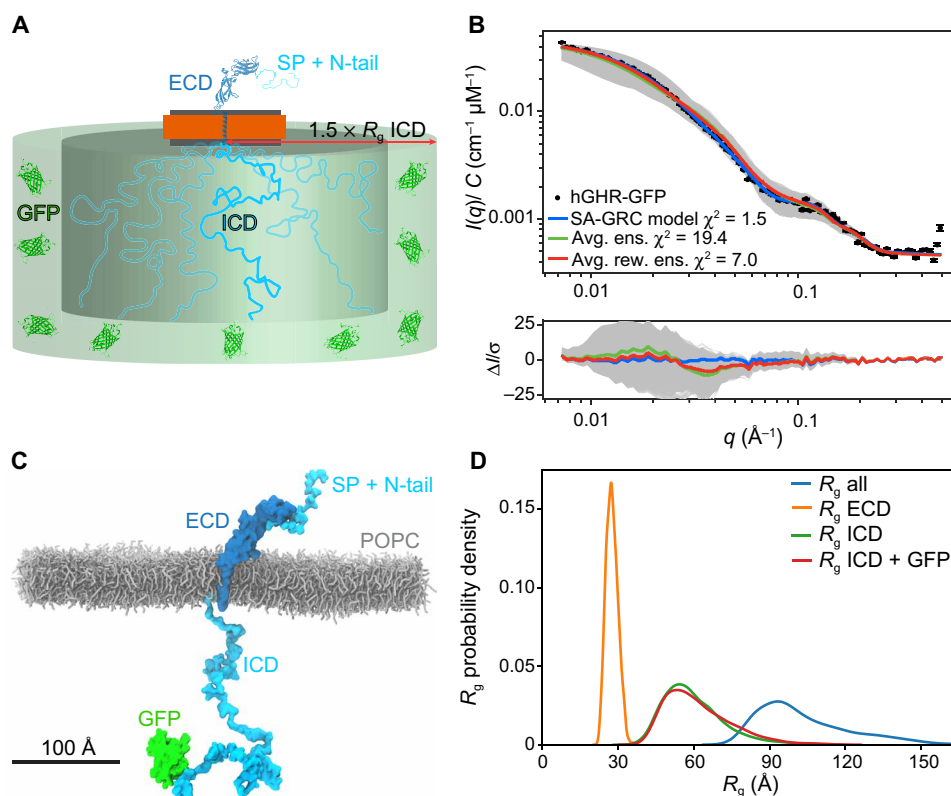 A
SP + N-tail
ECD
1.5 × Rg ICD
GFP
ICD
B
I(q)/ C (cm⁻¹ μM⁻¹)
0.01
0.001
hGHR-GFP
SA-GRC model χ² = 1.5
Avg. ens. χ² = 19.4
Avg. rew. ens. χ² = 7.0
0.01
0.1
ΔI/σ
25
0
−25
0.01
0.1
q (Å⁻¹)
C
SP + N-tail
ECD
POPC
ICD
GFP
100 Å
D
Rg probability density
0.15
0.10
0.05
0
Rg all
Rg ECD
Rg ICD
Rg ICD + GFP
0
30
60
90
120
150
Rg (Å)